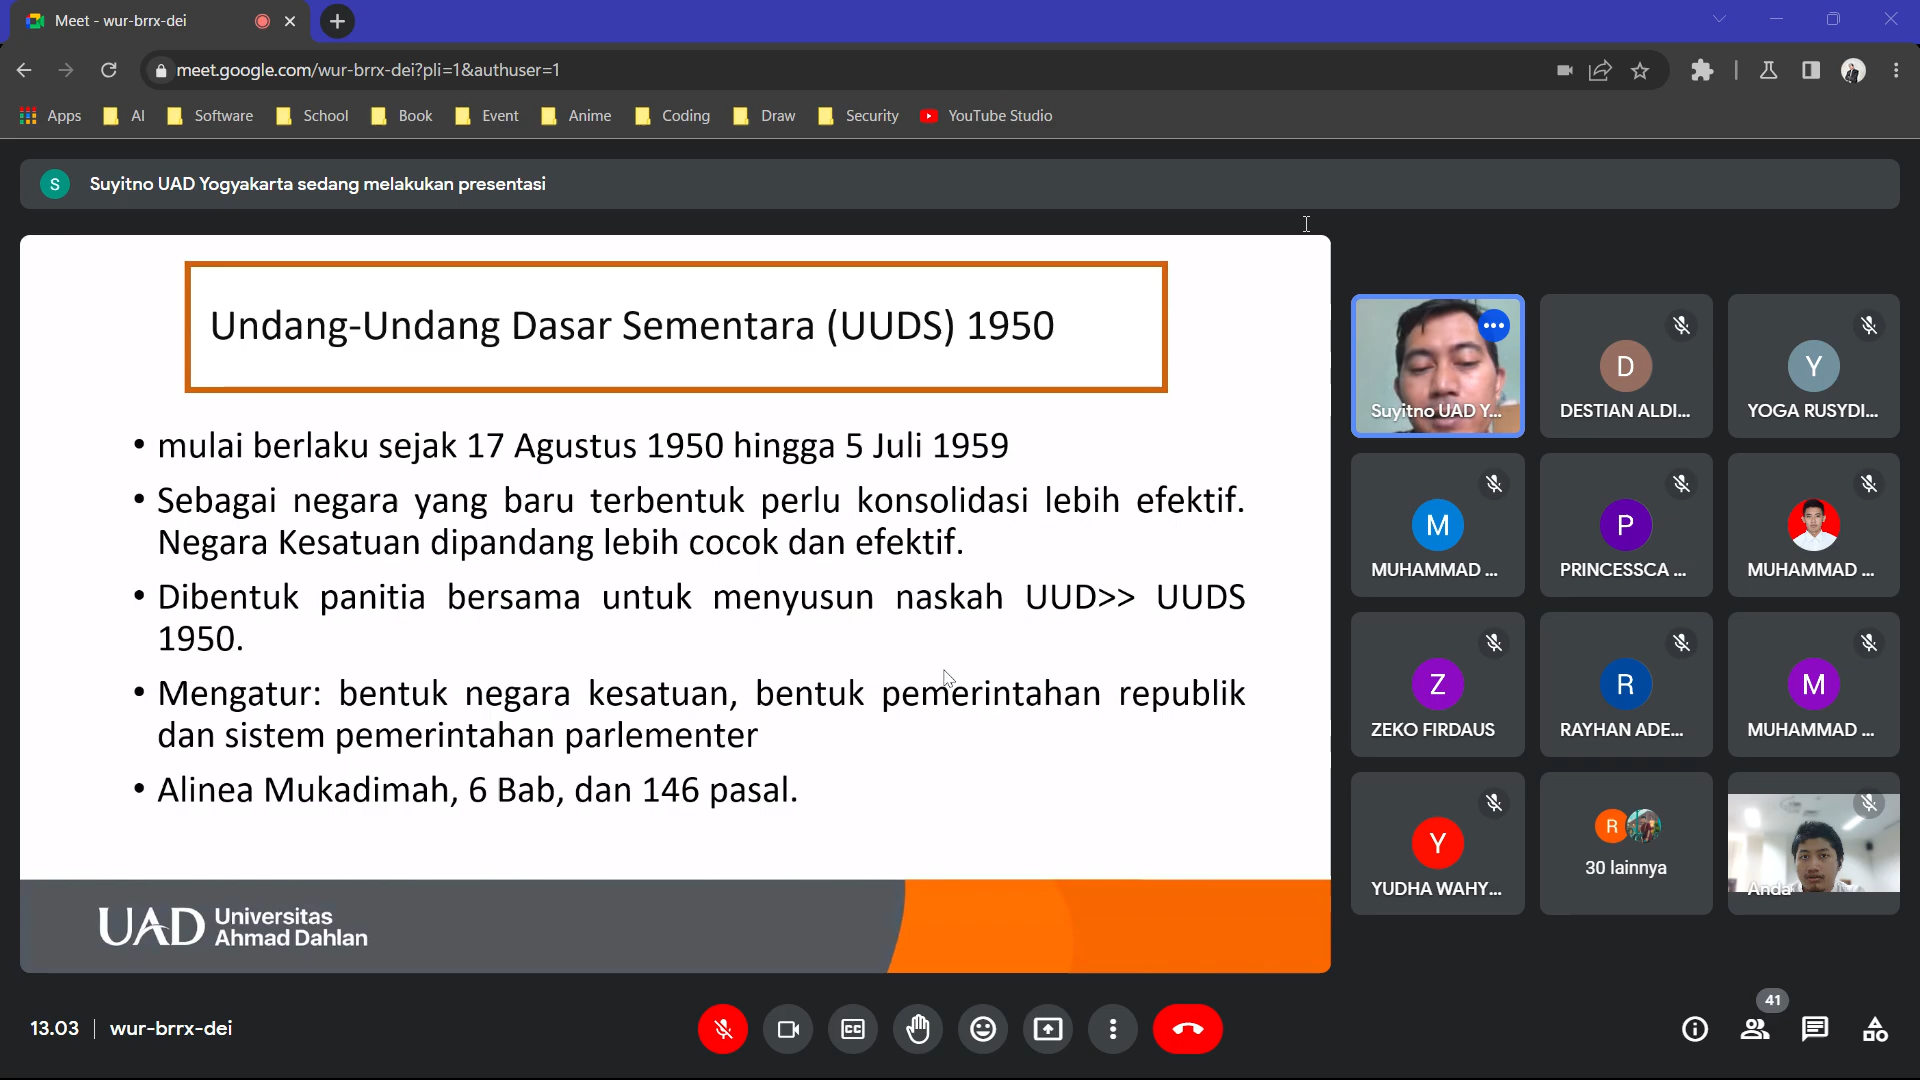 Meet - wur-brrx-dei
meet.google.com/wur-brrx-dei?pli=1&authuser=1
Apps AI Software School Book Event Anime Coding Draw Security YouTube Studio
S Suyitno UAD Yogyakarta sedang melakukan presentasi
Undang-Undang Dasar Sementara (UUDS) 1950
• mulai berlaku sejak 17 Agustus 1950 hingga 5 Juli 1959
• Sebagai negara yang baru terbentuk perlu konsolidasi lebih efektif.
Negara Kesatuan dipandang lebih cocok dan efektif.
• Dibentuk panitia bersama untuk menyusun naskah UUD>> UUDS
1950.
• Mengatur: bentuk negara kesatuan, bentuk pemerintahan republik
dan sistem pemerintahan parlementer
• Alinea Mukadimah, 6 Bab, dan 146 pasal.
UAD Universitas
Ahmad Dahlan
Suyitno UAD Y...
D
DESTIAN ALDI...
Y
YOGA RUSYDI...
M
MUHAMMAD ...
P
PRINCESSCA ...
MUHAMMAD ...
Z
ZEKO FIRDAUS
R
RAYHAN ADE...
M
MUHAMMAD ...
Y
YUDHA WAHY...
R
30 lainnya
Anda
13.03 | wur-brrx-dei
CC
41